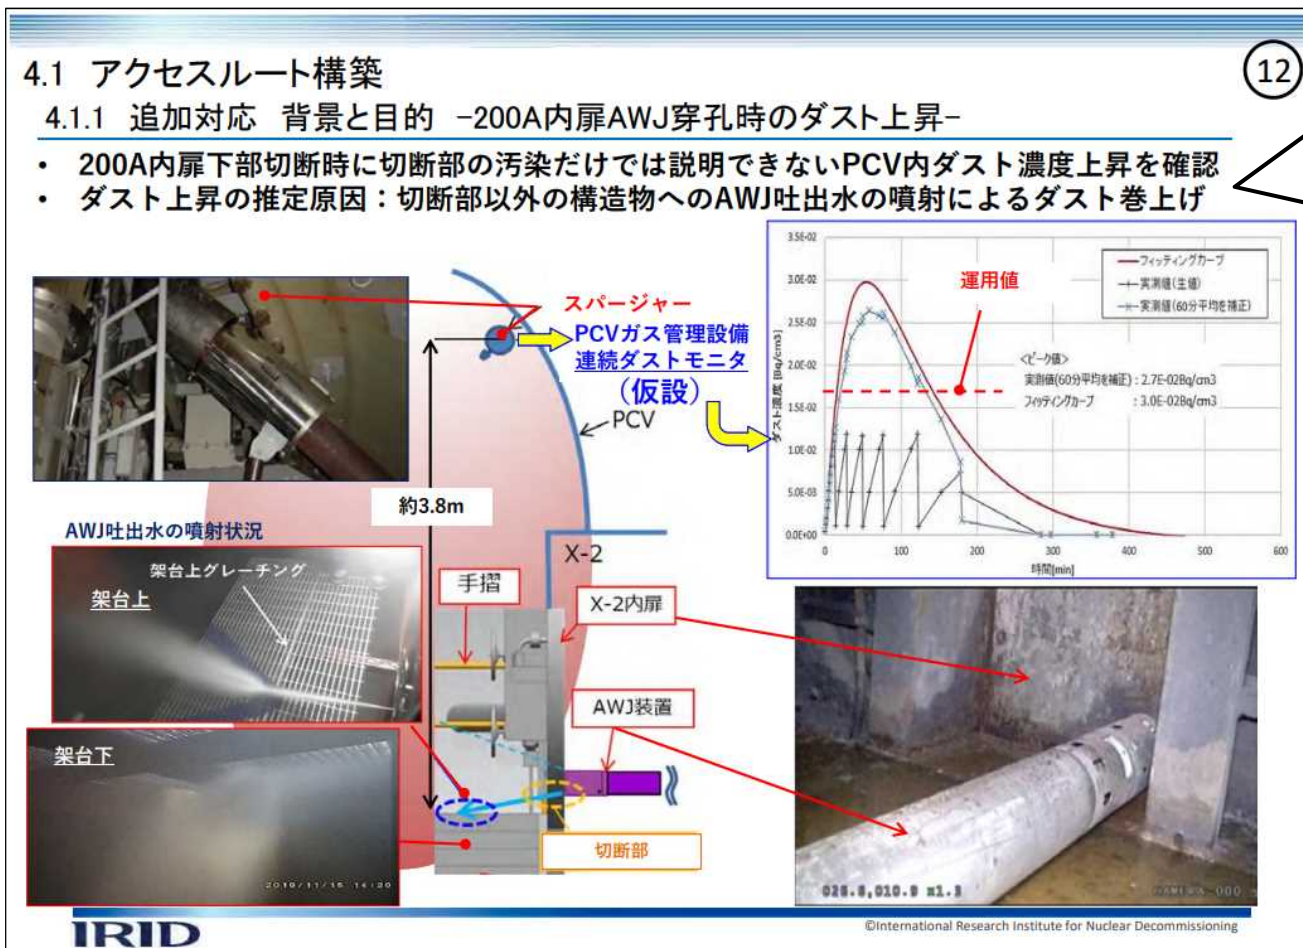 12
4.1 アクセスルート構築
4.1.1 追加対応 背景と目的 -200A内扉AWJ穿孔時のダスト上昇-
• 200A内扉下部切断時に切断部の汚染だけでは説明できないPCV内ダスト濃度上昇を確認
• ダスト上昇の推定原因：切断部以外の構造物へのAWJ吐出水の噴射によるダスト巻上げ
スパージャー
PCVガス管理設備
連続ダストモニタ
（仮設）
PCV
約3.8m
X-2
手摺
X-2内扉
AWJ装置
切断部
AWJ吐出水の噴射状況
架台上グレーチング
架台上
架台下
2019/11/15 14:20
ダスト濃度 [Bq/cm3]
3.5E-02
3.0E-02
2.5E-02
2.0E-02
1.5E-02
1.0E-02
5.0E-03
0.0E+00
0 100 200 300 400 500 600
時間[min]
運用値
フィッティングカーブ
実測値(生値)
実測値(60分平均を補正)
<ピーク値>
実測値(60分平均を補正) : 2.7E-02Bq/cm3
フィッティングカーブ : 3.0E-02Bq/cm3
IRID
©International Research Institute for Nuclear Decommissioning